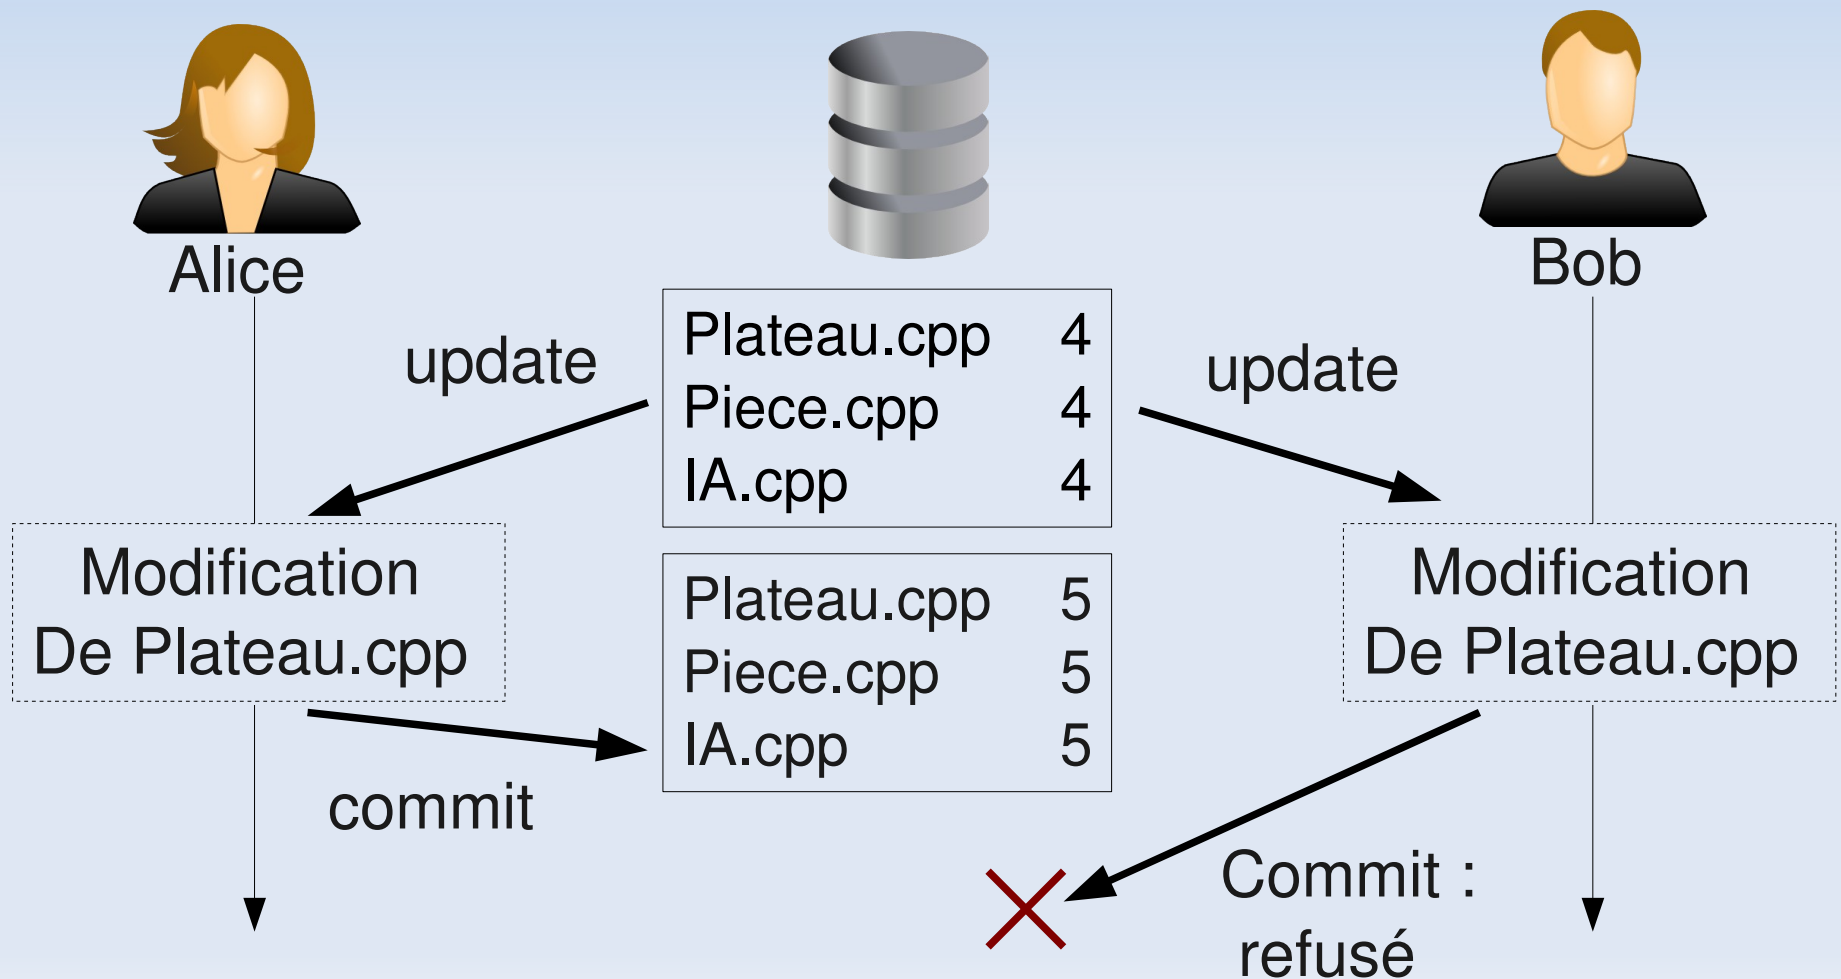 Alice
Bob
update
Plateau.cpp 4
Piece.cpp 4
IA.cpp 4
update
Modification
De Plateau.cpp
Plateau.cpp 5
Piece.cpp 5
IA.cpp 5
Modification
De Plateau.cpp
commit
Commit :
refusé